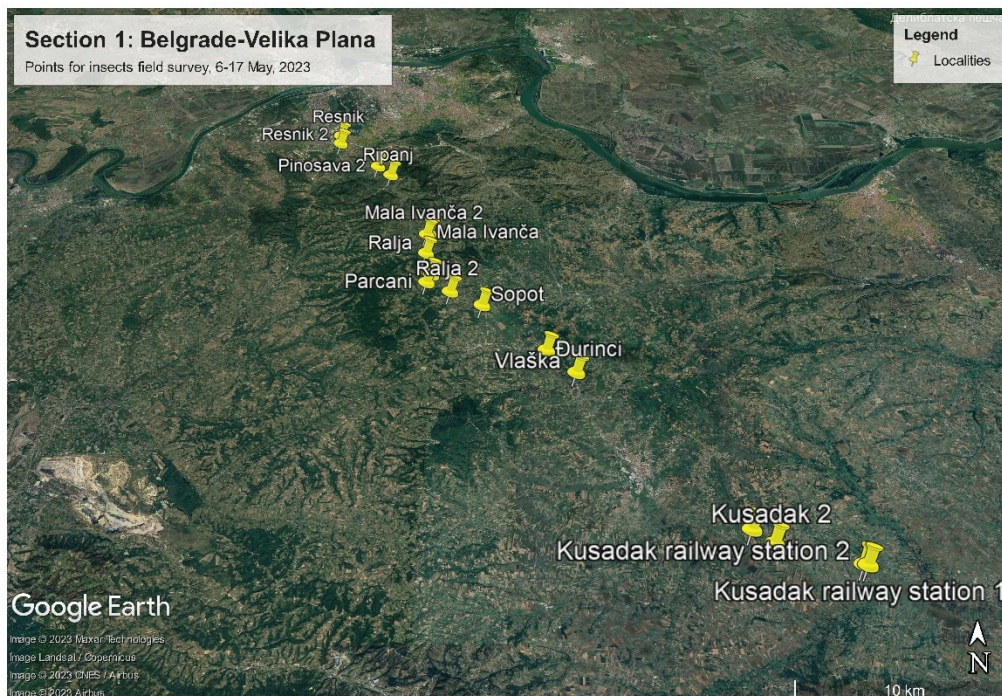 Делиблатска пешча
Section 1: Belgrade-Velika Plana
Points for insects field survey, 6-17 May, 2023
Legend
Localities
Resnik
Resnik 2
Ripanj
Pinosava 2
Mala Ivanča 2
Mala Ivanča
Ralja
Ralja 2
Parcani
Sopot
Đurinci
Vlaška
Kusadak 2
Kusadak railway station 2
Kusadak railway station 1
Google Earth
Image © 2023 Maxar Technologies
Image Landsat / Copernicus
Image © 2023 CNES / Airbus
Image © 2023 Airbus
N
10 km